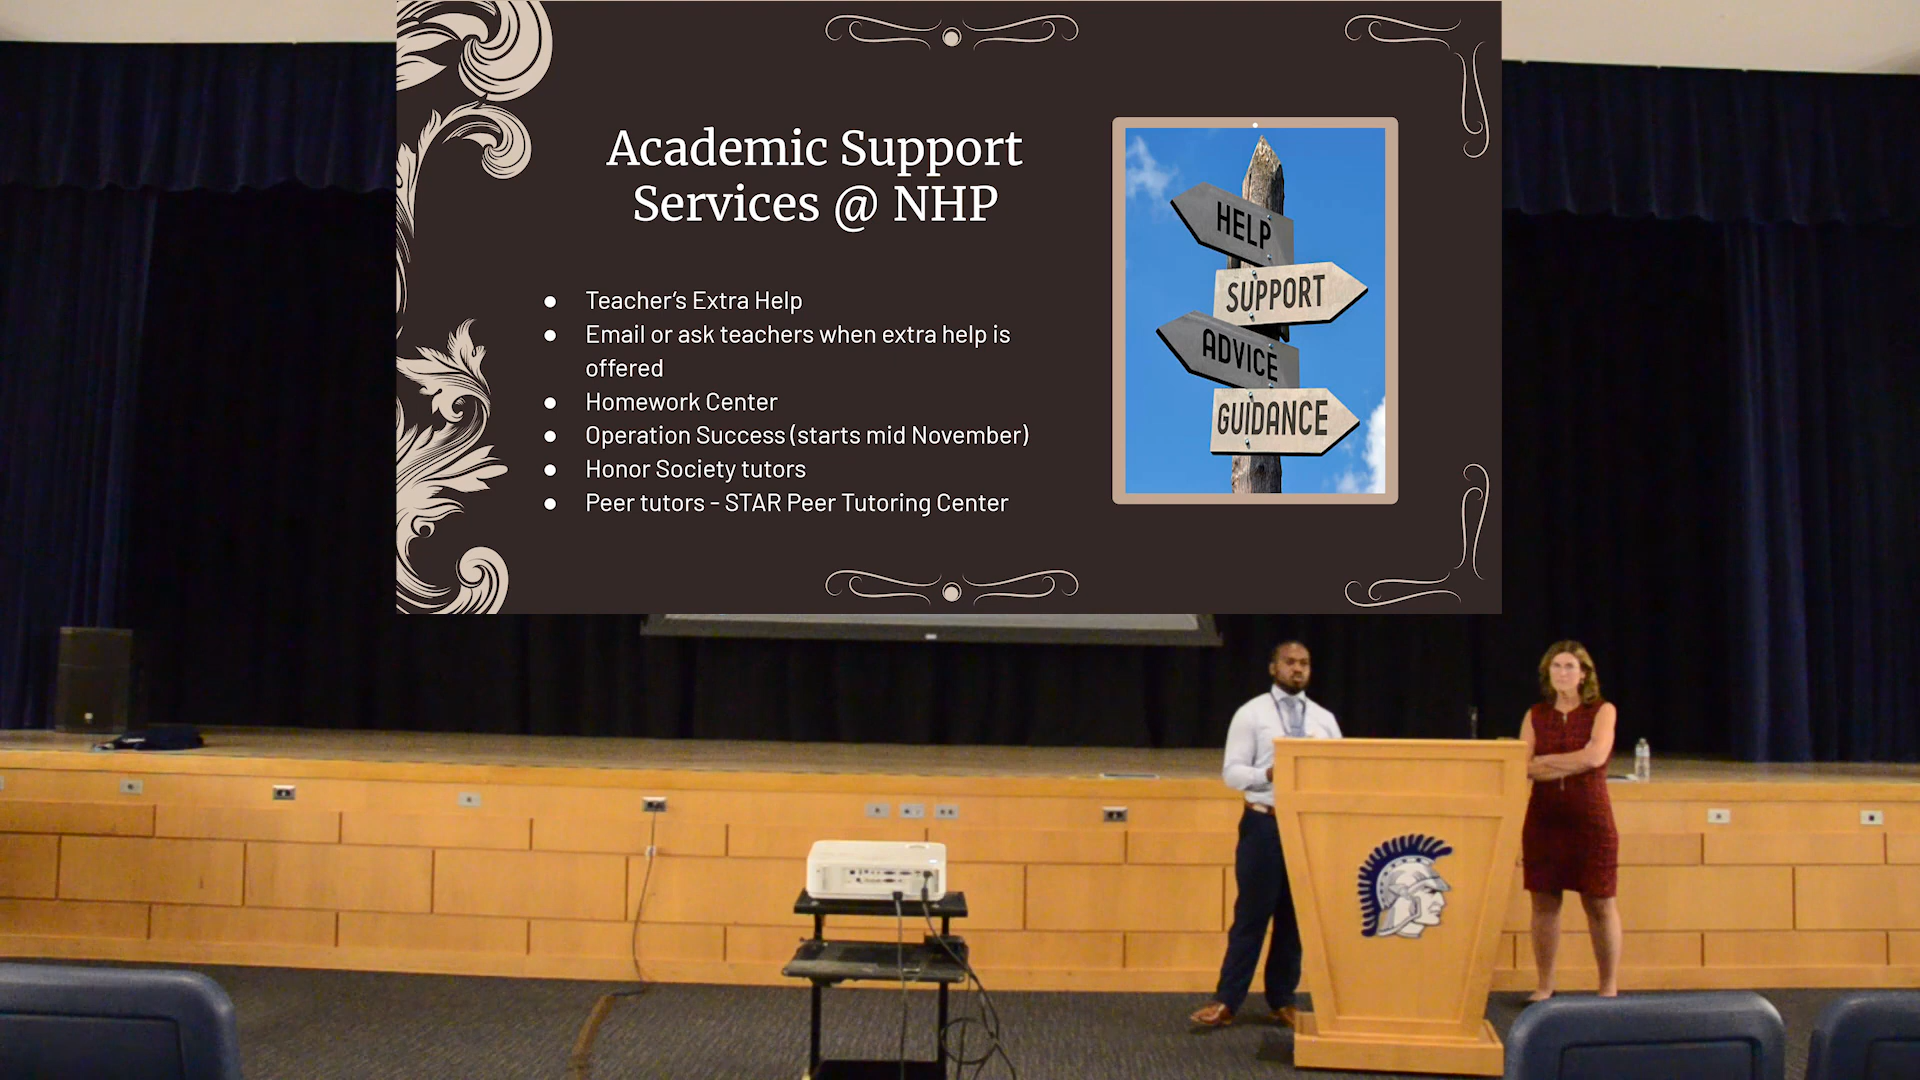 Academic Support
Services @ NHP
● Teacher’s Extra Help
● Email or ask teachers when extra help is
offered
● Homework Center
● Operation Success (starts mid November)
● Honor Society tutors
● Peer tutors - STAR Peer Tutoring Center
HELP
SUPPORT
ADVICE
GUIDANCE